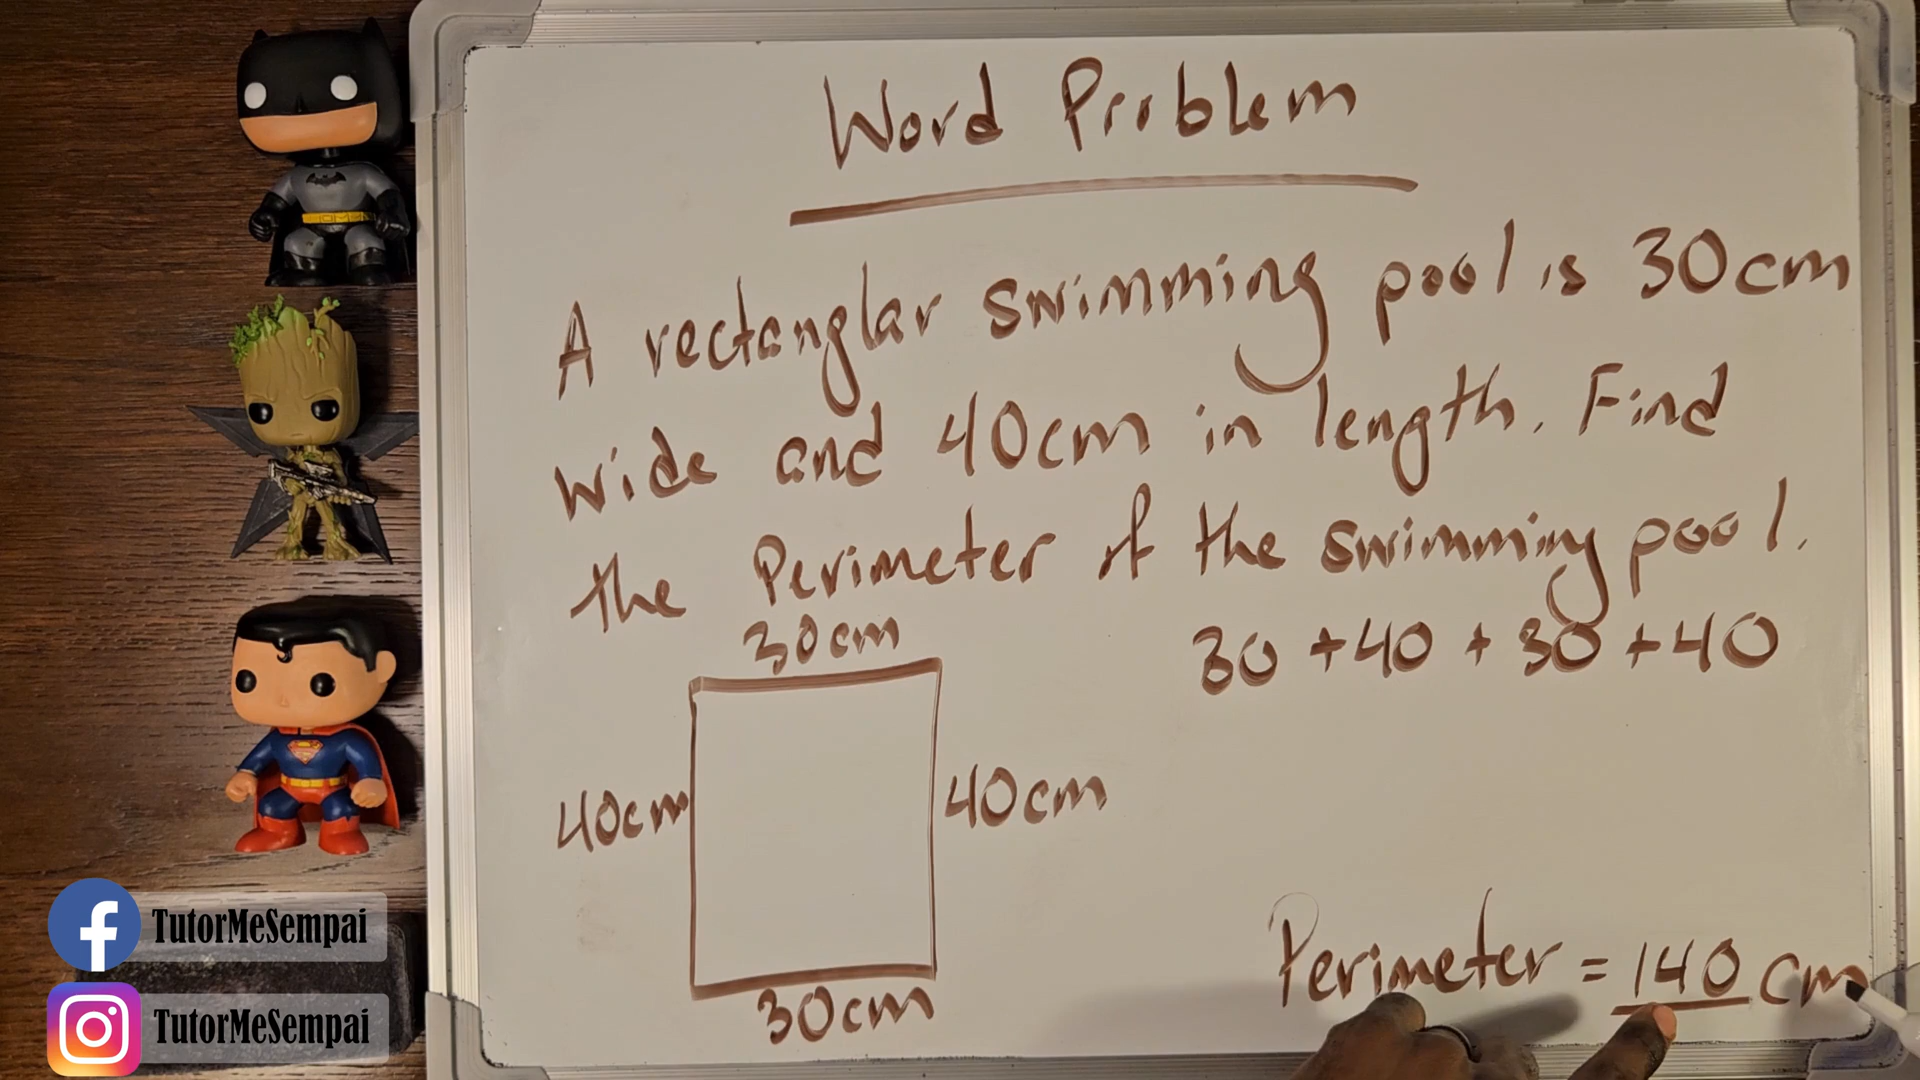 Word Problem
A rectanglar swimming pool is 30cm
wide and 40cm in length. Find
the Perimeter of the swimming pool.
30cm
30 + 40 + 30 + 40
40cm
40cm
30cm
Perimeter = 140 cm
TutorMeSempai
TutorMeSempai